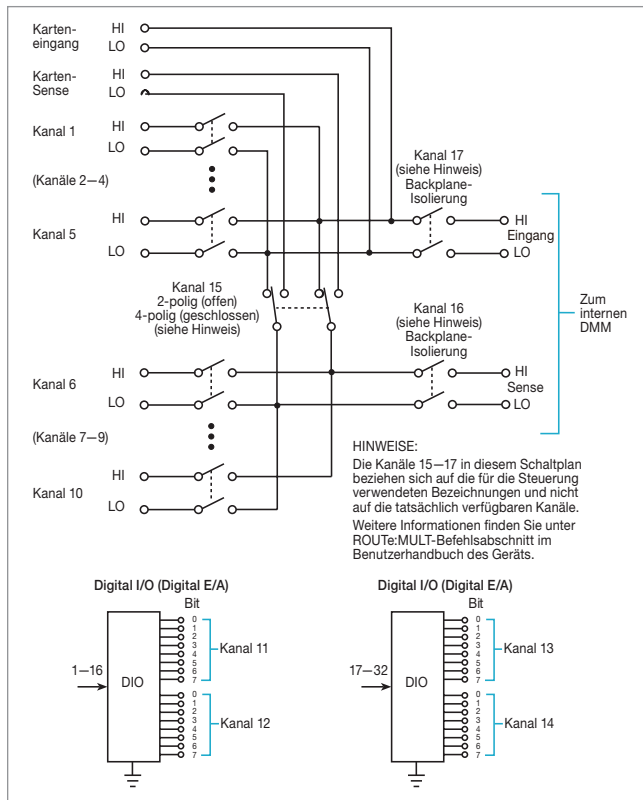 Karten-
eingang
HI
LO
Karten-
Sense
HI
LO
Kanal 1
HI
LO
(Kanäle 2—4)
Kanal 5
HI
LO
Kanal 17
(siehe Hinweis)
Backplane-
Isolierung
HI
Eingang
LO
Kanal 15
2-polig (offen)
4-polig (geschlossen)
(siehe Hinweis)
Kanal 16
(siehe Hinweis)
Backplane-
Isolierung
Zum
internen
DMM
Kanal 6
HI
LO
HI
Sense
LO
(Kanäle 7—9)
Kanal 10
HI
LO
HINWEISE:
Die Kanäle 15—17 in diesem Schaltplan
beziehen sich auf die für die Steuerung
verwendeten Bezeichnungen und nicht
auf die tatsächlich verfügbaren Kanäle.
Weitere Informationen finden Sie unter
ROUTe:MULT-Befehlsabschnitt im
Benutzerhandbuch des Geräts.
Digital I/O (Digital E/A)
Bit
1—16
DIO
0
1
2
3
4
5
6
7
Kanal 11
0
1
2
3
4
5
6
7
Kanal 12
Digital I/O (Digital E/A)
Bit
17—32
DIO
0
1
2
3
4
5
6
7
Kanal 13
0
1
2
3
4
5
6
7
Kanal 14